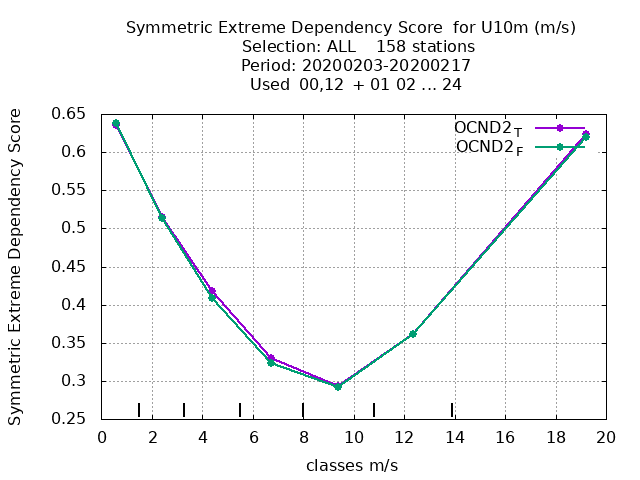 Symmetric Extreme Dependency Score  for U10m (m/s)
Selection: ALL    158 stations
Period: 20200203-20200217
Used  00,12  + 01 02 ... 24
Symmetric Extreme Dependency Score
0.65
0.6
0.55
0.5
0.45
0.4
0.35
0.3
0.25
OCND2T
OCND2F
0 2 4 6 8 10 12 14 16 18 20
classes m/s